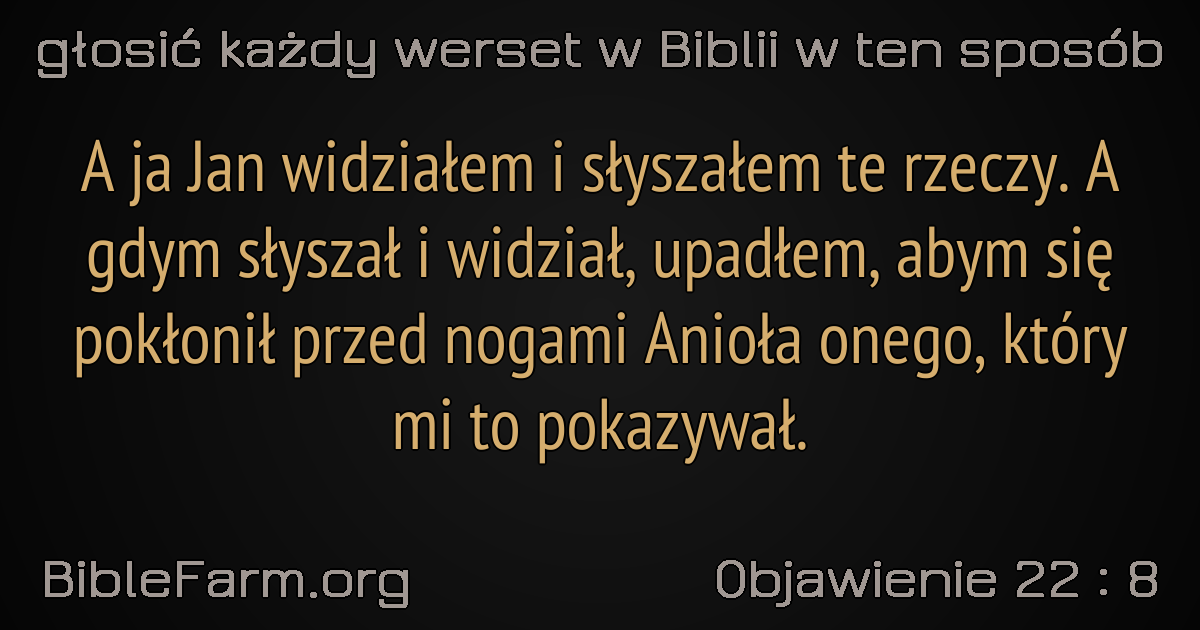 głosić każdy werset w Biblii w ten sposób
A ja Jan widziałem i słyszałem te rzeczy. A
gdym słyszał i widział, upadłem, abym się
pokłonił przed nogami Anioła onego, który
mi to pokazywał.
BibleFarm.org
Objawienie 22 : 8